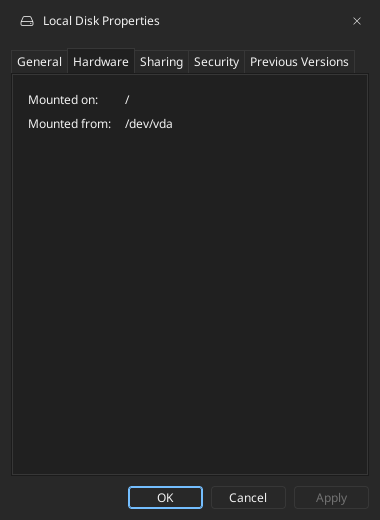 Local Disk Properties
General Hardware Sharing Security Previous Versions
Mounted on: /
Mounted from: /dev/vda
OK Cancel Apply